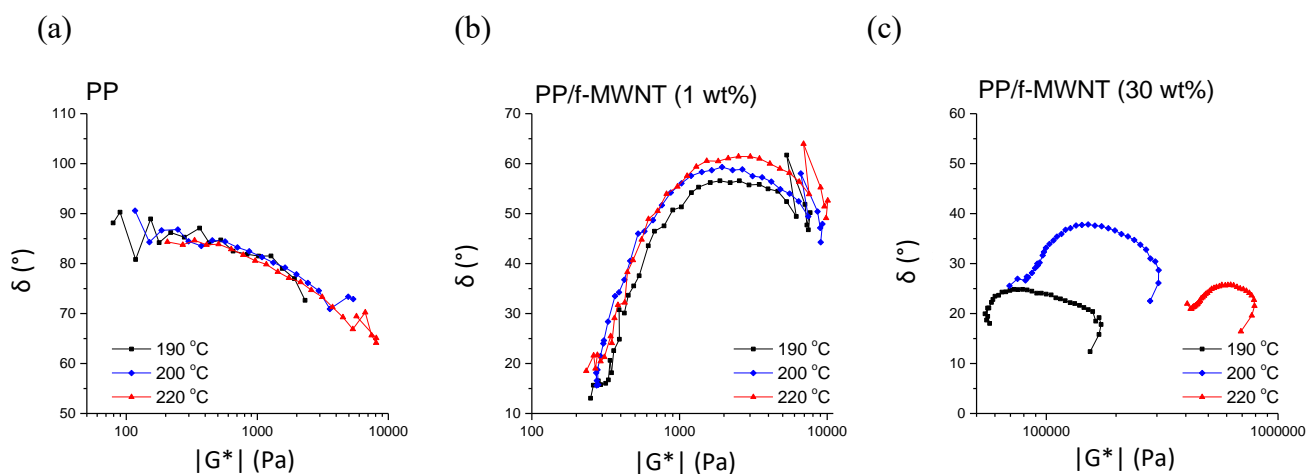 (a)
PP
110
100
90
80
70
60
50
100
1000
10000
δ (°)
|G*| (Pa)
190 °C
200 °C
220 °C
(b)
PP/f-MWNT (1 wt%)
70
60
50
40
30
20
10
100
1000
10000
δ (°)
|G*| (Pa)
190 °C
200 °C
220 °C
(c)
PP/f-MWNT (30 wt%)
60
50
40
30
20
10
0
100000
1000000
δ (°)
|G*| (Pa)
190 °C
200 °C
220 °C